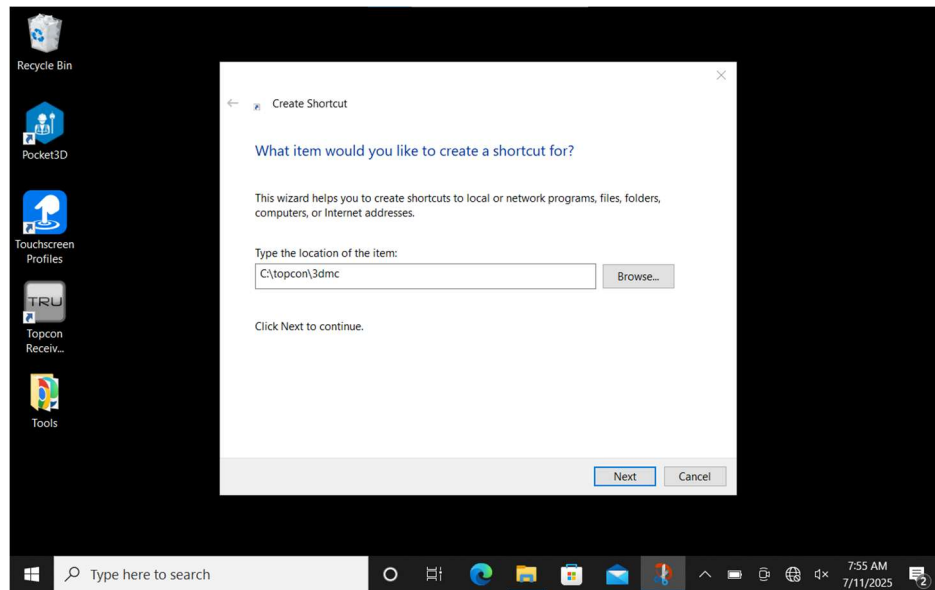 Recycle Bin
Pocket3D
Touchscreen
Profiles
TRU
Topcon
Receiv...
Tools
Create Shortcut
What item would you like to create a shortcut for?
This wizard helps you to create shortcuts to local or network programs, files, folders,
computers, or Internet addresses.
Type the location of the item:
C:\topcon\3dmc
Browse...
Click Next to continue.
Next
Cancel
Type here to search
7:55 AM
7/11/2025
2